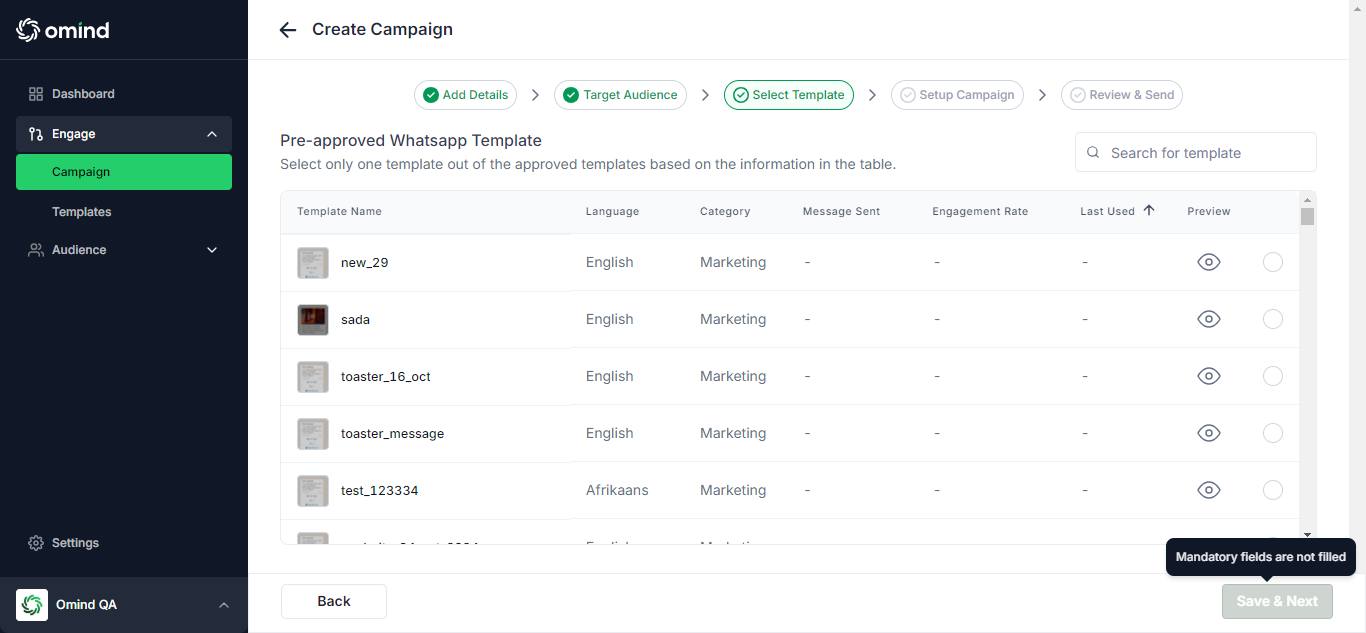 omind
Create Campaign
Dashboard
Engage
Campaign
Templates
Audience
Settings
Omind QA
Add Details
Target Audience
Select Template
Setup Campaign
Review & Send
Pre-approved Whatsapp Template
Select only one template out of the approved templates based on the information in the table.
Search for template
Template Name Language Category Message Sent Engagement Rate Last Used Preview
new_29 English Marketing - - -
sada English Marketing - - -
toaster_16_oct English Marketing - - -
toaster_message English Marketing - - -
test_123334 Afrikaans Marketing - - -
Mandatory fields are not filled
Back
Save & Next